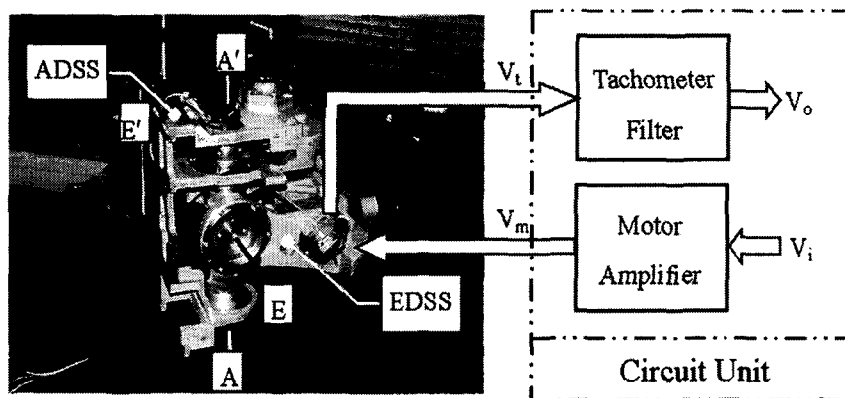 ADSS
A'
E'
E
EDSS
A
Vt
Tachometer
Filter
Vo
Vm
Motor
Amplifier
Vi
Circuit Unit